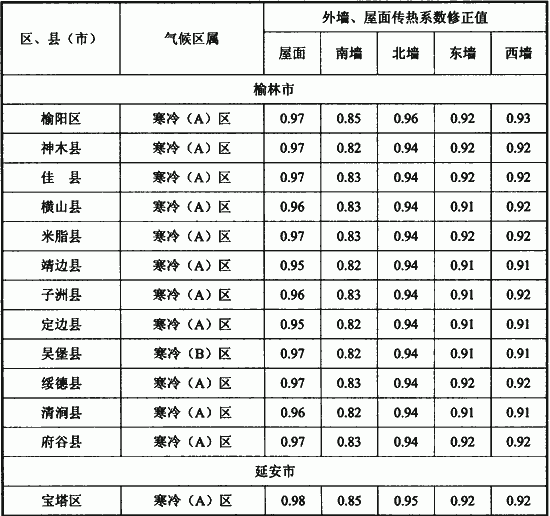 区、县（市） 气候区属 外墙、屋面传热系数修正值
屋面 南墙 北墙 东墙 西墙
榆林市
榆阳区 寒冷（A）区 0.97 0.85 0.96 0.92 0.93
神木县 寒冷（A）区 0.97 0.82 0.94 0.92 0.92
佳 县 寒冷（A）区 0.97 0.83 0.94 0.92 0.92
横山县 寒冷（A）区 0.96 0.83 0.94 0.91 0.92
米脂县 寒冷（A）区 0.97 0.83 0.94 0.92 0.92
靖边县 寒冷（A）区 0.95 0.82 0.94 0.91 0.91
子洲县 寒冷（A）区 0.96 0.83 0.94 0.91 0.92
定边县 寒冷（A）区 0.95 0.82 0.94 0.91 0.91
吴堡县 寒冷（B）区 0.97 0.82 0.94 0.91 0.91
绥德县 寒冷（A）区 0.97 0.83 0.94 0.92 0.92
清涧县 寒冷（A）区 0.96 0.82 0.94 0.91 0.91
府谷县 寒冷（A）区 0.97 0.83 0.94 0.92 0.92
延安市
宝塔区 寒冷（A）区 0.98 0.85 0.95 0.92 0.92